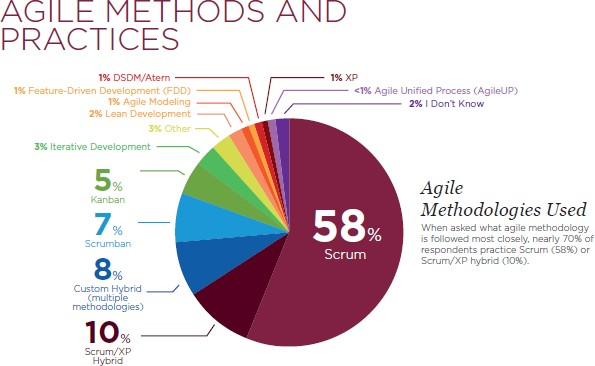 AGILE METHODS AND
PRACTICES
1% DSDM/Atern
1% XP
1% Feature-Driven Development (FDD)
<1% Agile Unified Process (AgileUP)
1% Agile Modeling
2% I Don't Know
2% Lean Development
3% Other
3% Iterative Development
5%
Kanban
7%
Scrumban
8%
Custom Hybrid
(multiple
methodologies)
10%
Scrum/XP
Hybrid
58%
Scrum
Agile
Methodologies Used
When asked what agile methodology
is followed most closely, nearly 70% of
respondents practice Scrum (58%) or
Scrum/XP hybrid (10%).